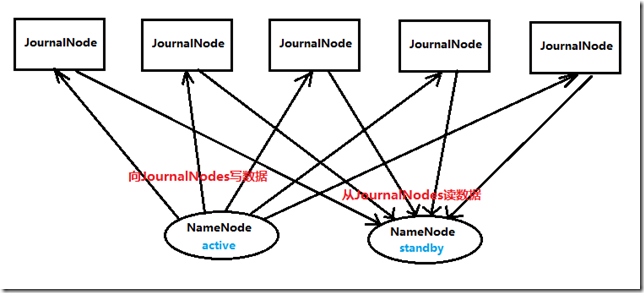 JournalNode
JournalNode
JournalNode
JournalNode
JournalNode
向JournalNodes写数据
从JournalNodes读数据
NameNode
active
NameNode
standby